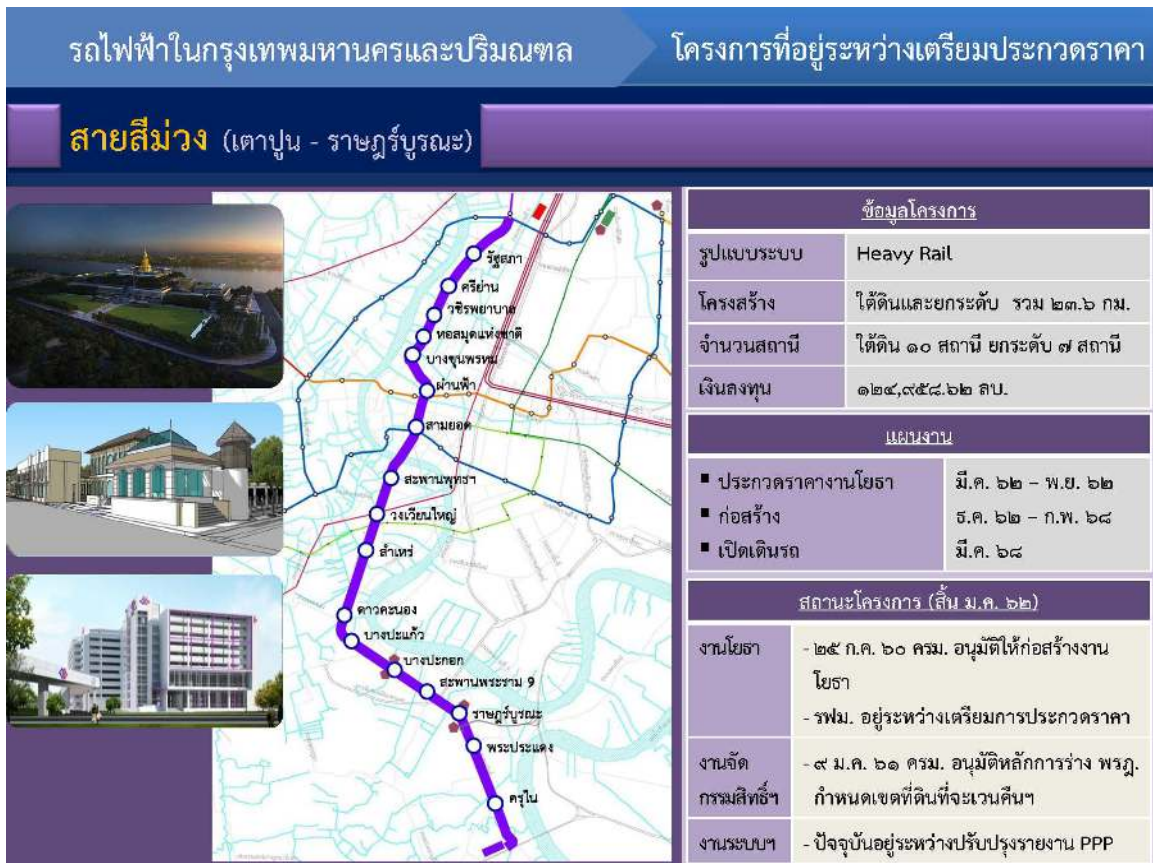 รถไฟฟ้าในกรุงเทพมหานครและปริมณฑล
โครงการที่อยู่ระหว่างเตรียมประกวดราคา
สายสีม่วง (เตาปูน - ราษฎร์บูรณะ)
รัฐสภา
ศรีย่าน
วชิรพยาบาล
หอสมุดแห่งชาติ
บางขุนพรหม
ผ่านฟ้า
สามยอด
สะพานพุทธฯ
วงเวียนใหญ่
สำเหร่
ดาวคะนอง
บางปะแก้ว
บางปะกอก
สะพานพระราม 9
ราษฎร์บูรณะ
พระประแดง
ครุใน
ข้อมูลโครงการ
รูปแบบระบบ Heavy Rail
โครงสร้าง ใต้ดินและยกระดับ รวม ๒๓.๖ กม.
จำนวนสถานี ใต้ดิน ๑๐ สถานี ยกระดับ ๗ สถานี
เงินลงทุน ๑๒๔,๙๕๘.๖๒ ลบ.
แผนงาน
▪ ประกวดราคางานโยธา มี.ค. ๖๒ – พ.ย. ๖๒
▪ ก่อสร้าง ธ.ค. ๖๒ – ก.พ. ๖๘
▪ เปิดเดินรถ มี.ค. ๖๘
สถานะโครงการ (สิ้น ม.ค. ๖๒)
งานโยธา - ๒๕ ก.ค. ๖๐ ครม. อนุมัติให้ก่อสร้างงาน
โยธา
- รฟม. อยู่ระหว่างเตรียมการประกวดราคา
งานจัด - ๙ ม.ค. ๖๑ ครม. อนุมัติหลักการร่าง พรฎ.
กรรมสิทธิ์ฯ กำหนดเขตที่ดินที่จะเวนคืนฯ
งานระบบฯ - ปัจจุบันอยู่ระหว่างปรับปรุงรายงาน PPP